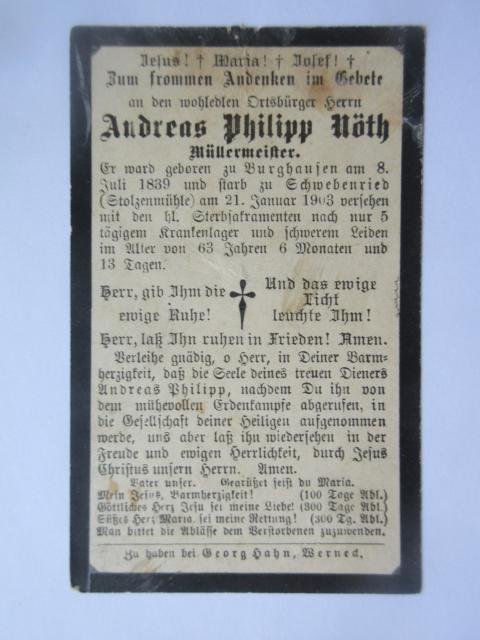 Jesus! † Maria! † Josef! †
Zum frommen Andenken im Gebete
an den wohledlen Ortsbürger Herrn
Andreas Philipp Nöth
Müllermeister.
Er ward geboren zu Burghausen am 8.
Juli 1839 und starb zu Schwebenried
(Stolzenmühle) am 21. Januar 1903 versehen
mit den hl. Sterbsakramenten nach nur 5
tägigem Krankenlager und schwerem Leiden
im Alter von 63 Jahren 6 Monaten und
13 Tagen.
Herr, gib Ihm die
ewige Ruhe!
Und das ewige
Licht
leuchte Ihm!
Herr, laß Ihn ruhen in Frieden! Amen.
Verleihe gnädig, o Herr, in Deiner Barm-
herzigkeit, daß die Seele deines treuen Dieners
Andreas Philipp, nachdem Du ihn von
dem mühevollen Erdenkampfe abgerufen, in
die Gesellschaft deiner Heiligen aufgenommen
werde, uns aber laß ihn wiedersehen in der
Freude und ewigen Herrlichkeit, durch Jesus
Christus unsern Herrn. Amen.
Vater unser. Gegrüßet seist du Maria.
Mein Jesus, Barmherzigkeit! (100 Tage Abl.)
Göttliches Herz Jesu sei meine Liebe! (300 Tage Abl.)
Süßes Herz Maria, sei meine Rettung! (300 Tg. Abl.)
Man bittet die Ablässe dem Verstorbenen zuzuwenden.
Zu haben bei Georg Hahn, Werneck.